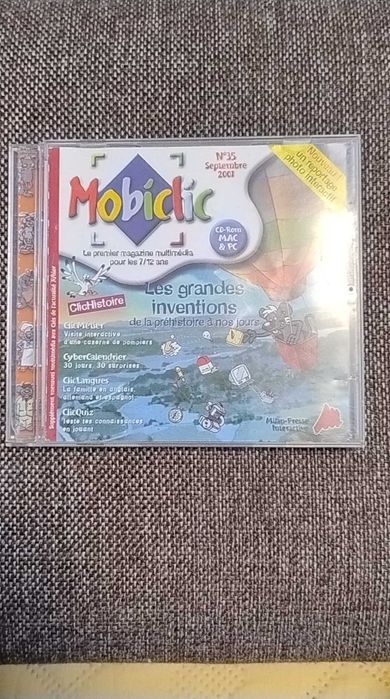 N°35
Septembre
2001
Nouveau !
un reportage
photo interactif
Mobiclic
CD-Rom
MAC
& PC
Le premier magazine multimédia
pour les 7/12 ans
ClicHistoire
Les grandes
inventions
de la préhistoire à nos jours
ClicMétier
Visite interactive
d'une caserne de pompiers
CyberCalendrier
30 jours, 30 surprises
ClicLangues
La famille en anglais,
allemand et espagnol
ClicQuiz
Teste tes connaissances
en jouant
Milan-Presse
Interactive